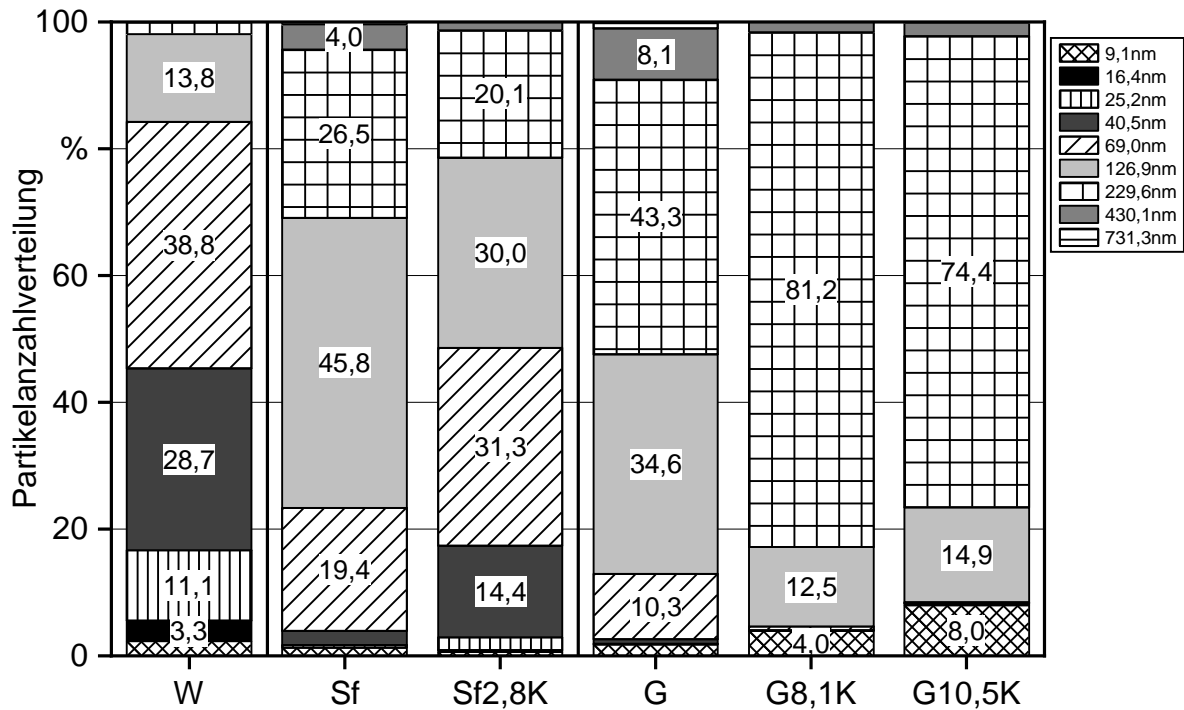 Partikelanzahlverteilung
100
%
60
40
20
0
13,8
38,8
28,7
11,1
3,3
4,0
26,5
45,8
19,4
20,1
30,0
31,3
14,4
8,1
43,3
34,6
10,3
81,2
12,5
4,0
74,4
14,9
8,0
W
Sf
Sf2,8K
G
G8,1K
G10,5K
9,1nm
16,4nm
25,2nm
40,5nm
69,0nm
126,9nm
229,6nm
430,1nm
731,3nm